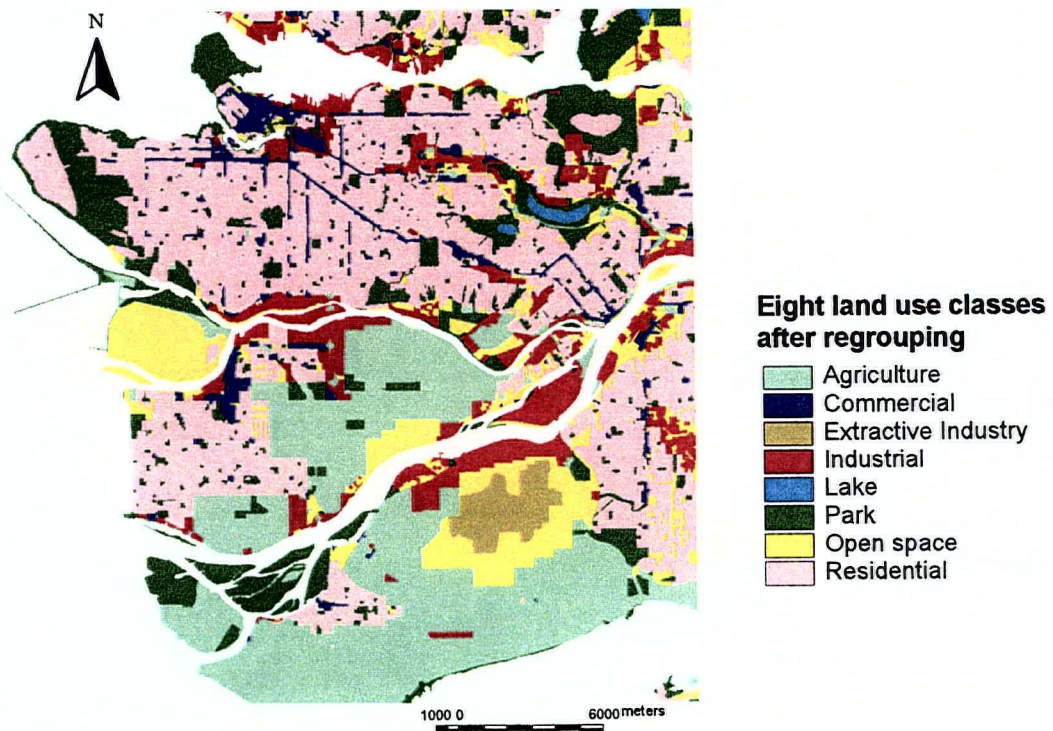 N
Eight land use classes
after regrouping
Agriculture
Commercial
Extractive Industry
Industrial
Lake
Park
Open space
Residential
1000 0 6000 meters